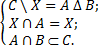 C \ X = A Δ B;
X ∩ A = X;
A ∩ B ⊂ C.